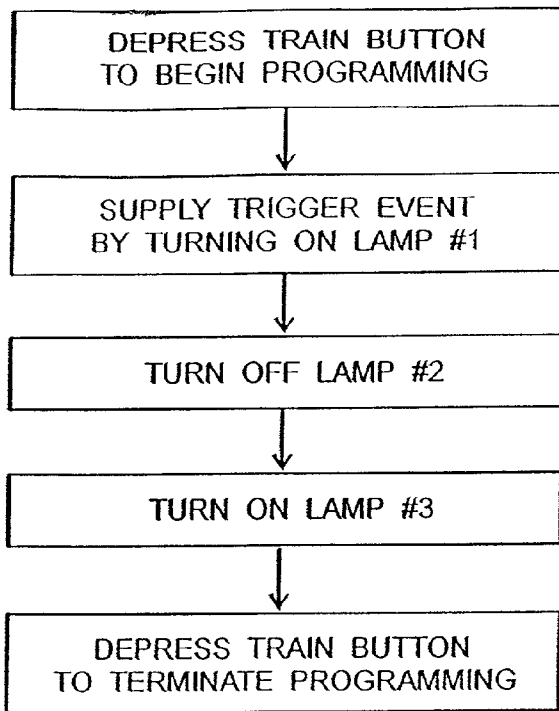 DEPRESS TRAIN BUTTON
TO BEGIN PROGRAMMING
SUPPLY TRIGGER EVENT
BY TURNING ON LAMP #1
TURN OFF LAMP #2
TURN ON LAMP #3
DEPRESS TRAIN BUTTON
TO TERMINATE PROGRAMMING